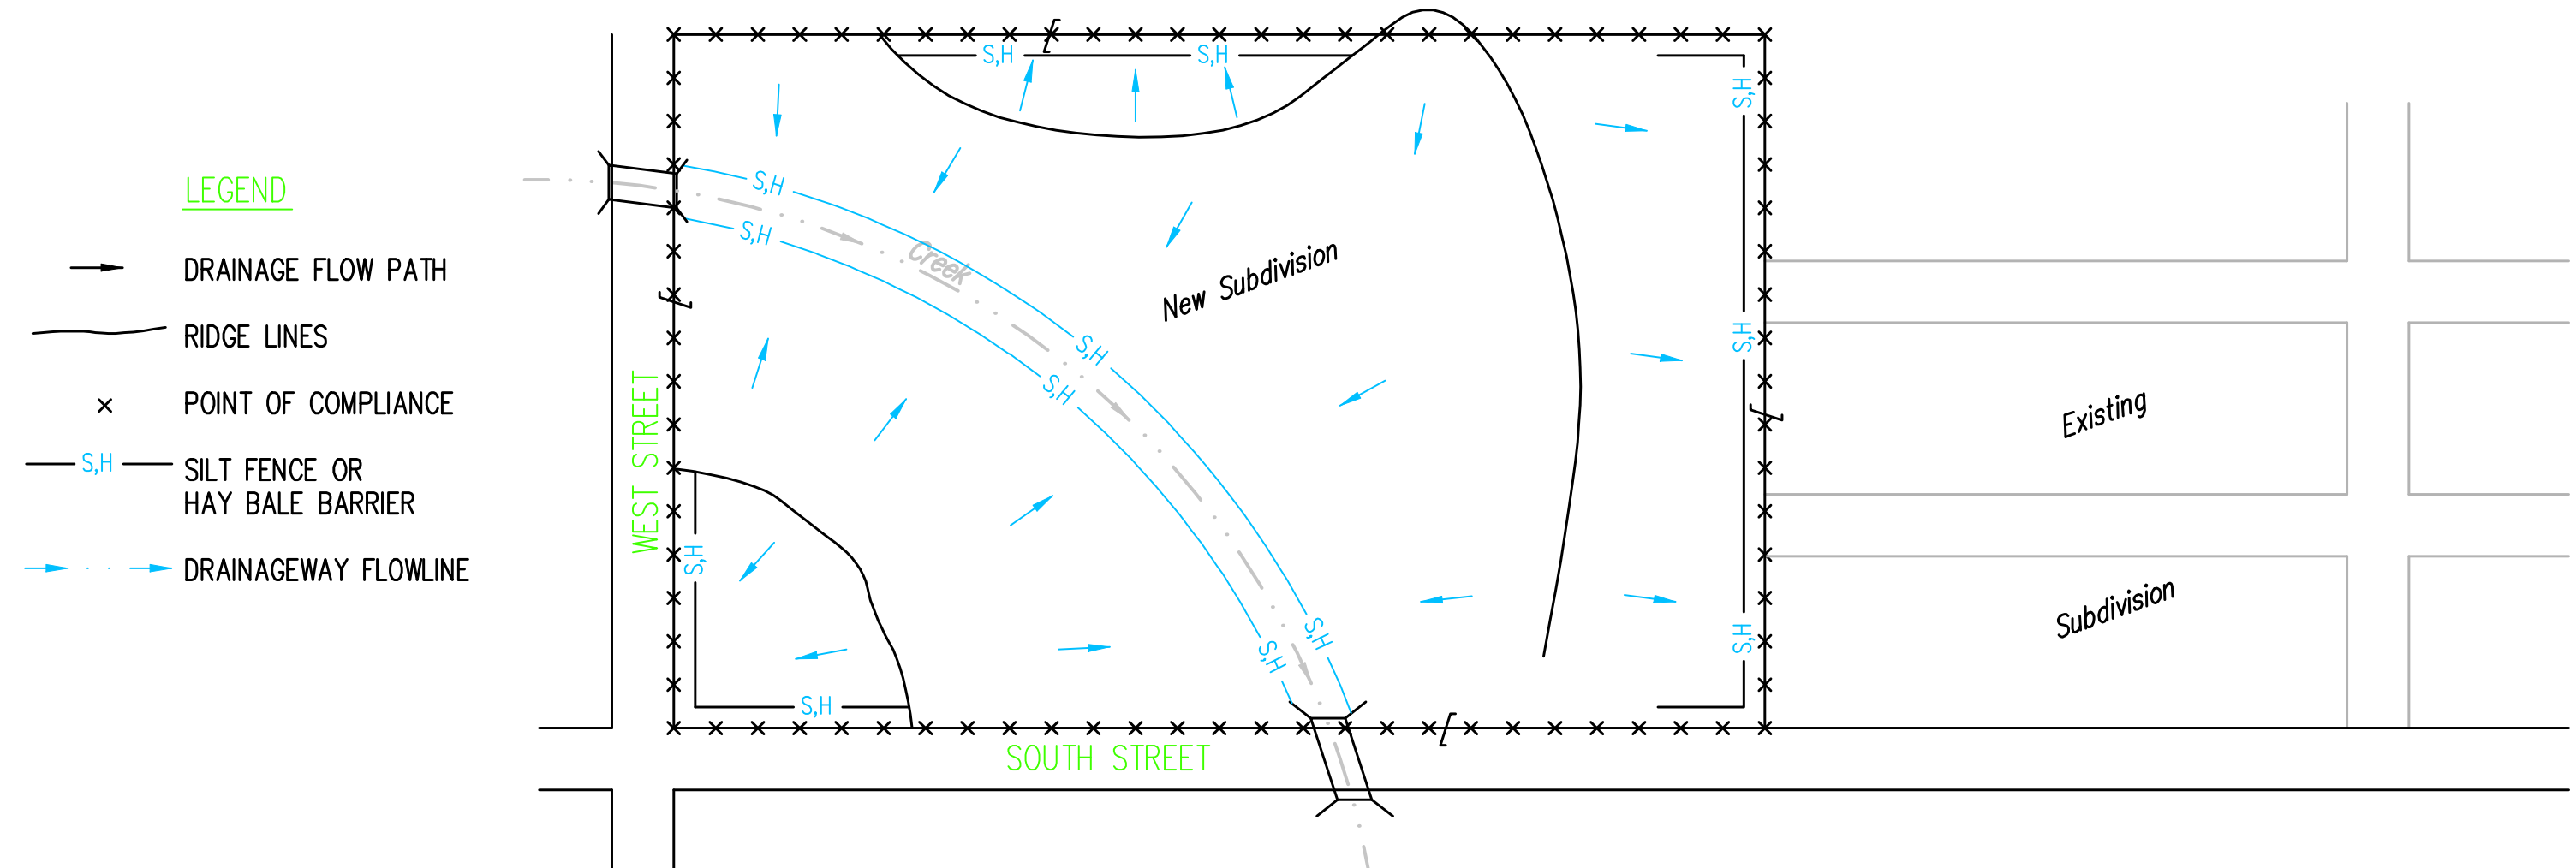 LEGEND
DRAINAGE FLOW PATH
RIDGE LINES
POINT OF COMPLIANCE
S,H
SILT FENCE OR
HAY BALE BARRIER
DRAINAGEWAY FLOWLINE
S,H
S,H
S,H
S,H
S,H
Creek
New Subdivision
S,H
S,H
S,H
WEST STREET
Existing
S,H
S,H
S,H
S,H
Subdivision
S,H
SOUTH STREET